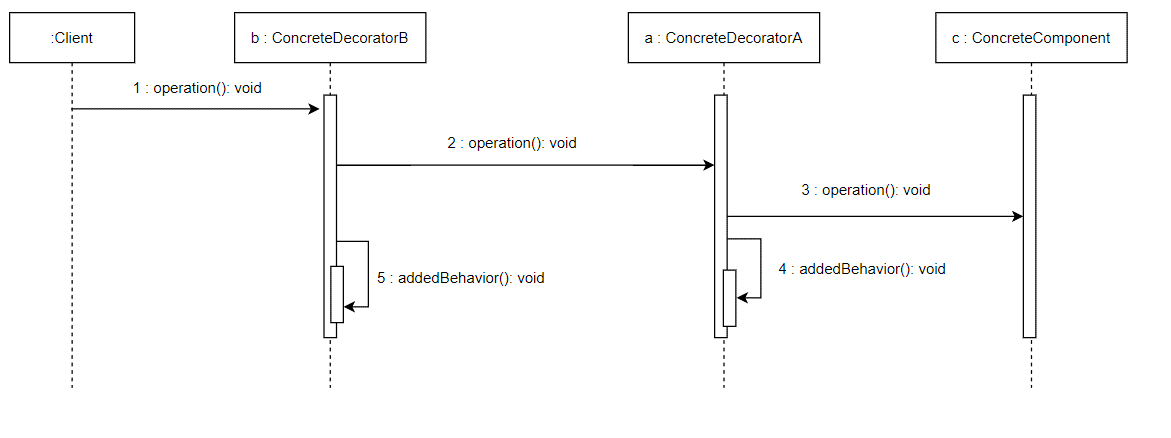 :Client
b : ConcreteDecoratorB
a : ConcreteDecoratorA
c : ConcreteComponent
1 : operation(): void
2 : operation(): void
3 : operation(): void
4 : addedBehavior(): void
5 : addedBehavior(): void